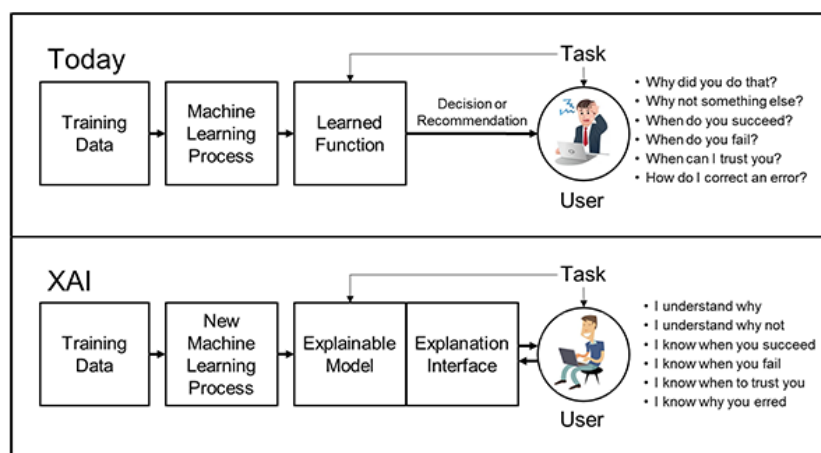 Today
Task
Training
Data
Machine
Learning
Process
Learned
Function
Decision or
Recommendation
User
• Why did you do that?
• Why not something else?
• When do you succeed?
• When do you fail?
• When can I trust you?
• How do I correct an error?
XAI
Task
Training
Data
New
Machine
Learning
Process
Explainable
Model
Explanation
Interface
User
• I understand why
• I understand why not
• I know when you succeed
• I know when you fail
• I know when to trust you
• I know why you erred